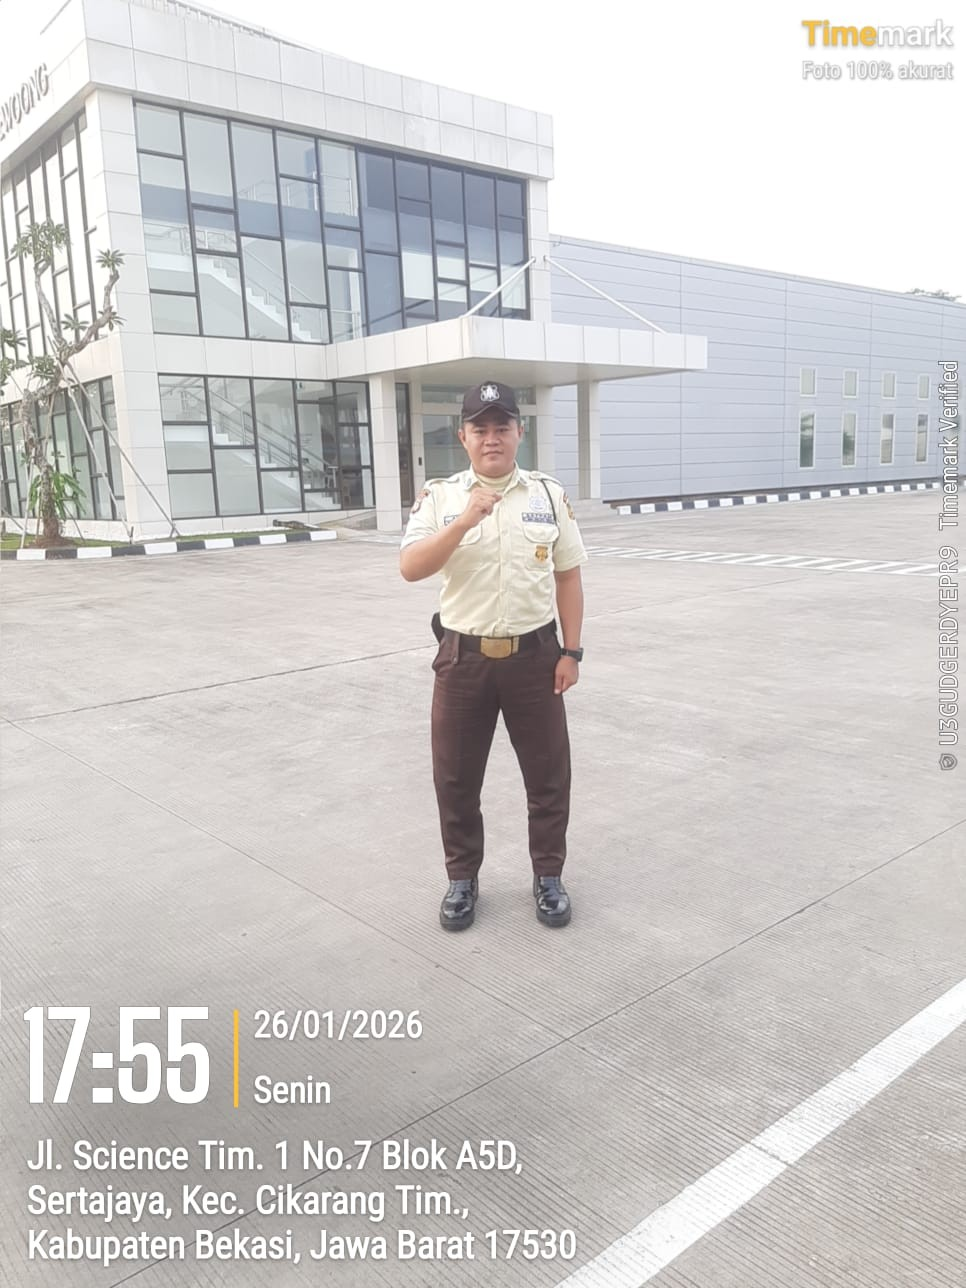 Timemark
Foto 100% akurat
WOONG
U3GUDGERDYEPR9 Timemark Verified
17:55
26/01/2026
Senin
Jl. Science Tim. 1 No.7 Blok A5D,
Sertajaya, Kec. Cikarang Tim.,
Kabupaten Bekasi, Jawa Barat 17530